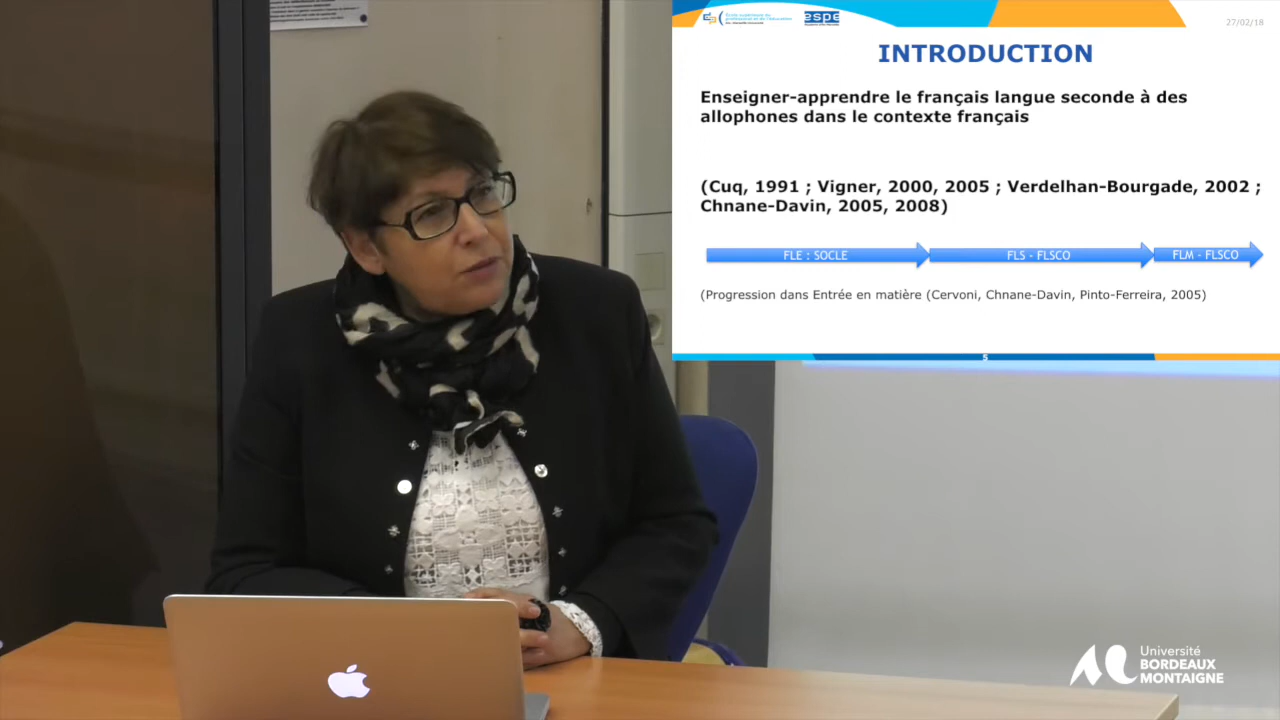 27/02/18
espe
INTRODUCTION
Enseigner-apprendre le français langue seconde à des
allophones dans le contexte français
(Cuq, 1991 ; Vigner, 2000, 2005 ; Verdelhan-Bourgade, 2002 ;
Chnane-Davin, 2005, 2008)
FLE : SOCLE
FLS - FLSCO
FLM - FLSCO
(Progression dans Entrée en matière (Cervoni, Chnane-Davin, Pinto-Ferreira, 2005)
5
Université
BORDEAUX
MONTAIGNE